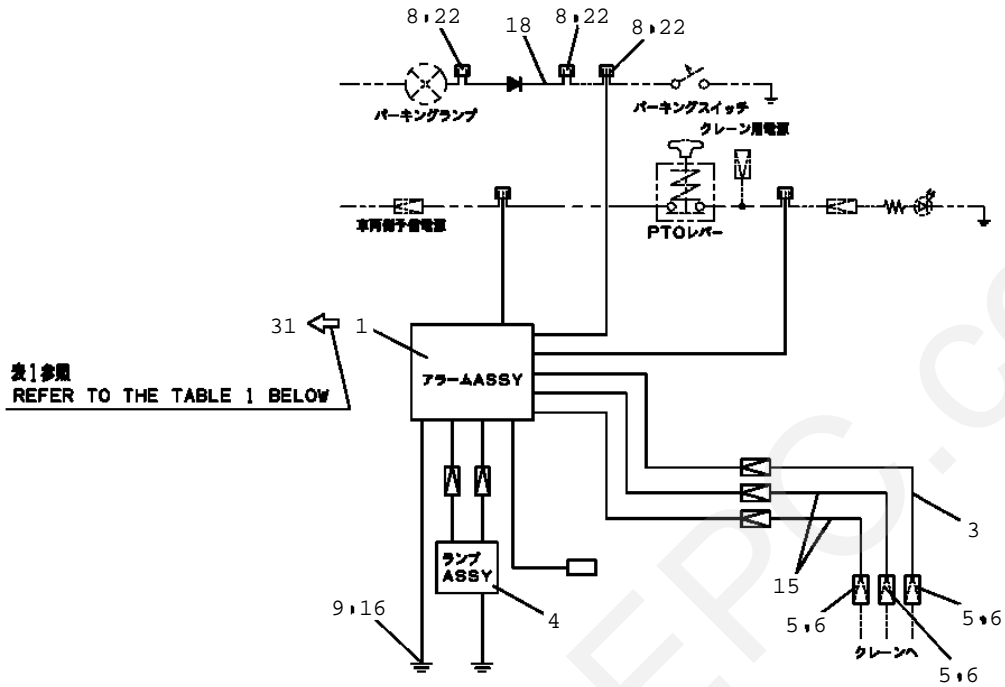 8,22
18
8,22
8,22
パーキングランプ
パーキングスイッチ
クレーン用電源
車両側予備電源
PTOレバー
31
1
表1参照
REFER TO THE TABLE 1 BELOW
アラームASSY
3
ランプ
ASSY
15
9,16
4
5,6
5,6
クレーンへ
5,6
EPC.c